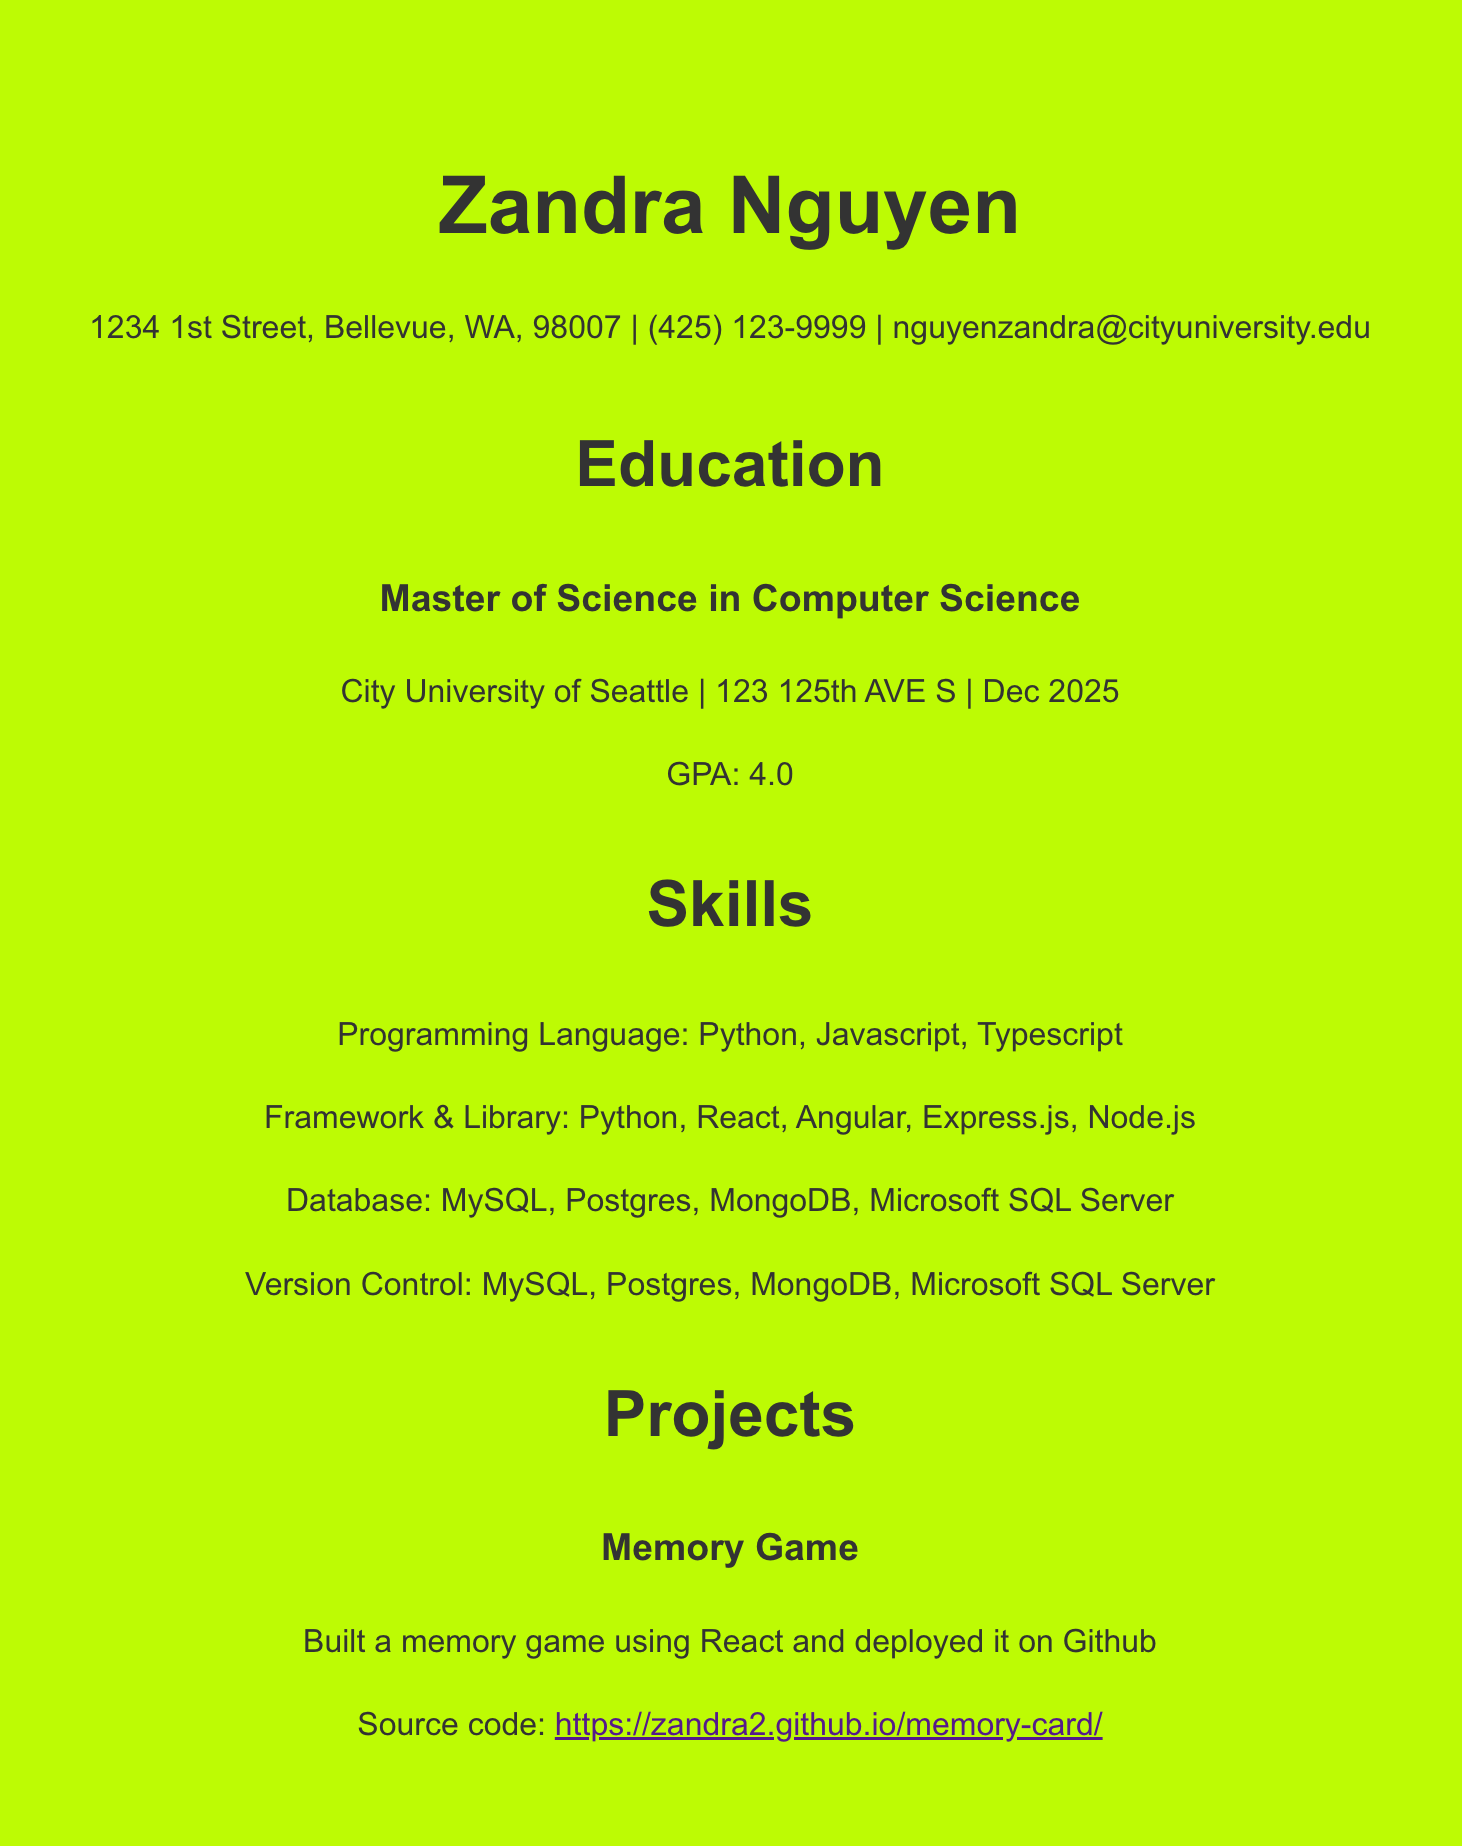 Zandra Nguyen
1234 1st Street, Bellevue, WA, 98007 | (425) 123-9999 | nguyenzandra@cityuniversity.edu
Education
Master of Science in Computer Science
City University of Seattle | 123 125th AVE S | Dec 2025
GPA: 4.0
Skills
Programming Language: Python, Javascript, Typescript
Framework & Library: Python, React, Angular, Express.js, Node.js
Database: MySQL, Postgres, MongoDB, Microsoft SQL Server
Version Control: MySQL, Postgres, MongoDB, Microsoft SQL Server
Projects
Memory Game
Built a memory game using React and deployed it on Github
Source code: https://zandra2.github.io/memory-card/